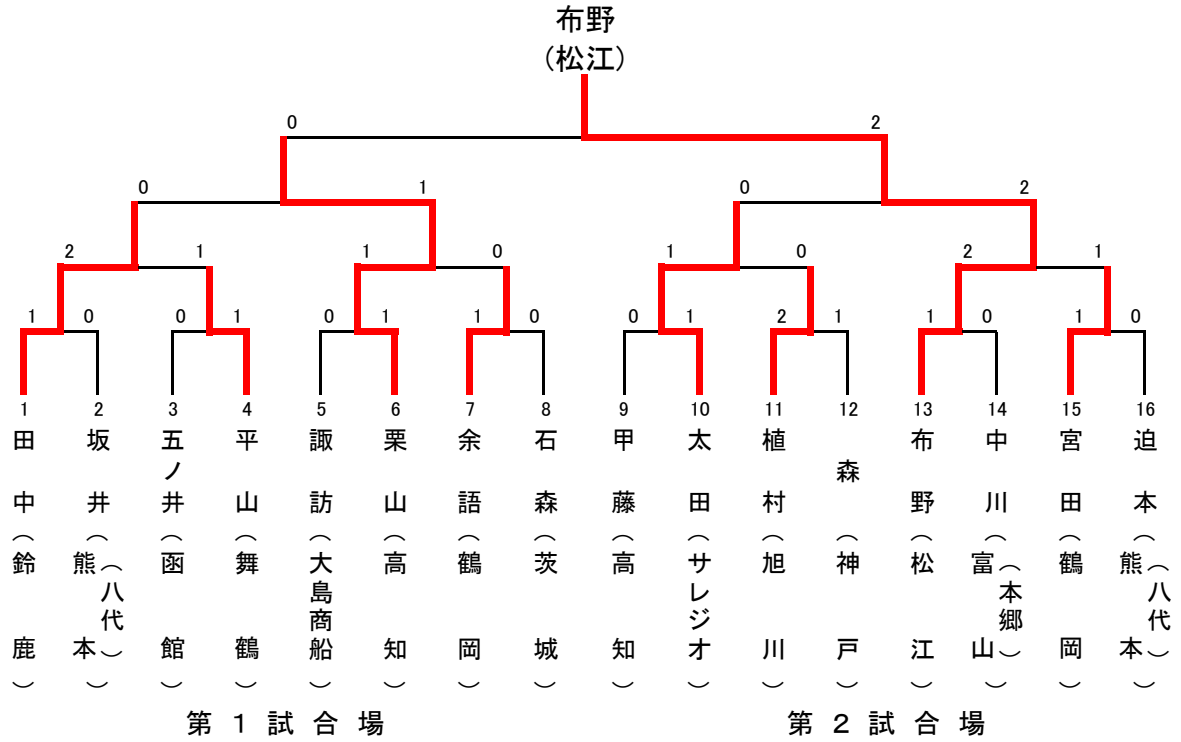 布野
(松江)
0 2
0 1 0 2
2 1 1 0 1 0 2 1
1 0 0 1 0 1 1 0 0 1 2 1 1 0 1 0
1 2 3 4 5 6 7 8 9 10 11 12 13 14 15 16
田中(鈴鹿)
坂井(熊本(八代))
五ノ井(函館)
平山(舞鶴)
諏訪(大島商船)
栗山(高知)
余語(鶴岡)
石森(茨城)
甲藤(高知)
太田(サレジオ)
植村(旭川)
森(神戸)
布野(松江)
中川(富山(本郷))
宮田(鶴岡)
迫本(熊本(八代))
第1試合場
第2試合場